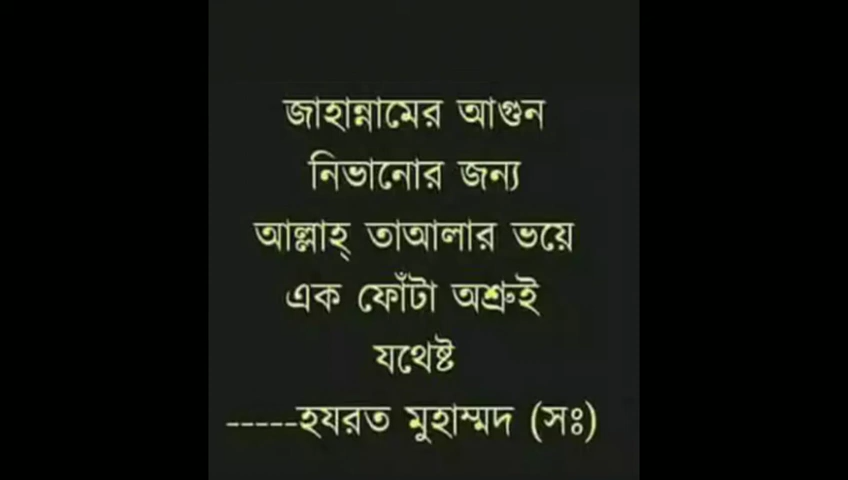 জাহান্নামের আগুন
নিভানোর জন্য
আল্লাহ্ তাআলার ভয়ে
এক ফোঁটা অশ্রুই
যথেষ্ট
-----হযরত মুহাম্মদ (সঃ)